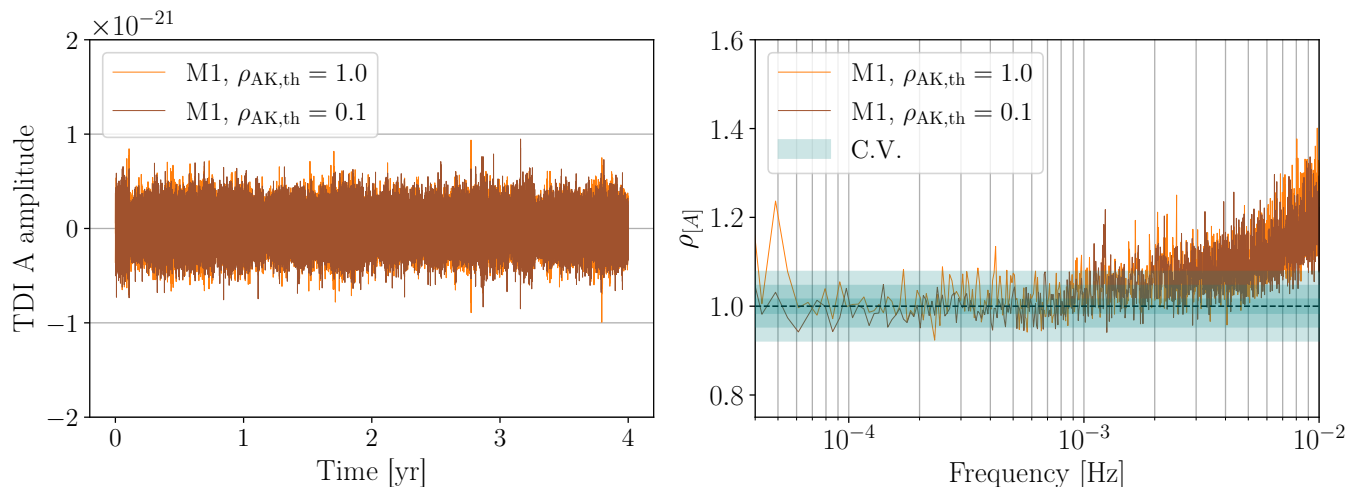 ×10⁻²¹
2
1
0
−1
−2
TDI A amplitude
M1, ρ_AK,th = 1.0
M1, ρ_AK,th = 0.1
0 1 2 3 4
Time [yr]
1.6
1.4
1.2
1.0
0.8
ρ_[A]
M1, ρ_AK,th = 1.0
M1, ρ_AK,th = 0.1
C.V.
10⁻⁴ 10⁻³ 10⁻²
Frequency [Hz]